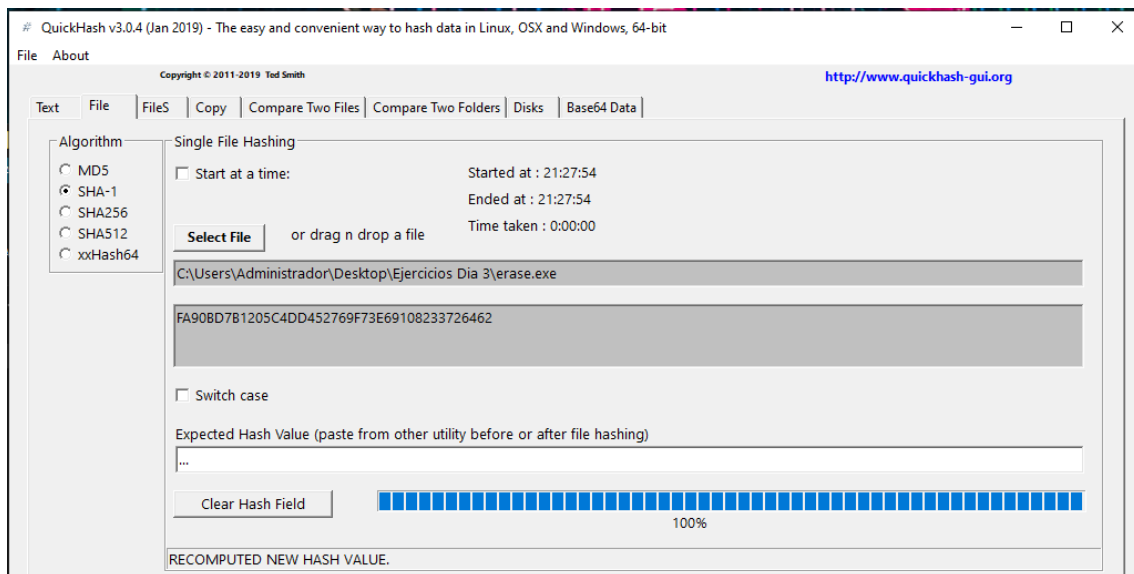 # QuickHash v3.0.4 (Jan 2019) - The easy and convenient way to hash data in Linux, OSX and Windows, 64-bit
File About
Copyright © 2011-2019 Ted Smith
http://www.quickhash-gui.org
Text File FileS Copy Compare Two Files Compare Two Folders Disks Base64 Data
Algorithm
MD5
SHA-1
SHA256
SHA512
xxHash64
Single File Hashing
Start at a time:
Started at : 21:27:54
Ended at : 21:27:54
Time taken : 0:00:00
Select File or drag n drop a file
C:\Users\Administrador\Desktop\Ejercicios Dia 3\erase.exe
FA90BD7B1205C4DD452769F73E69108233726462
Switch case
Expected Hash Value (paste from other utility before or after file hashing)
...
Clear Hash Field
100%
RECOMPUTED NEW HASH VALUE.